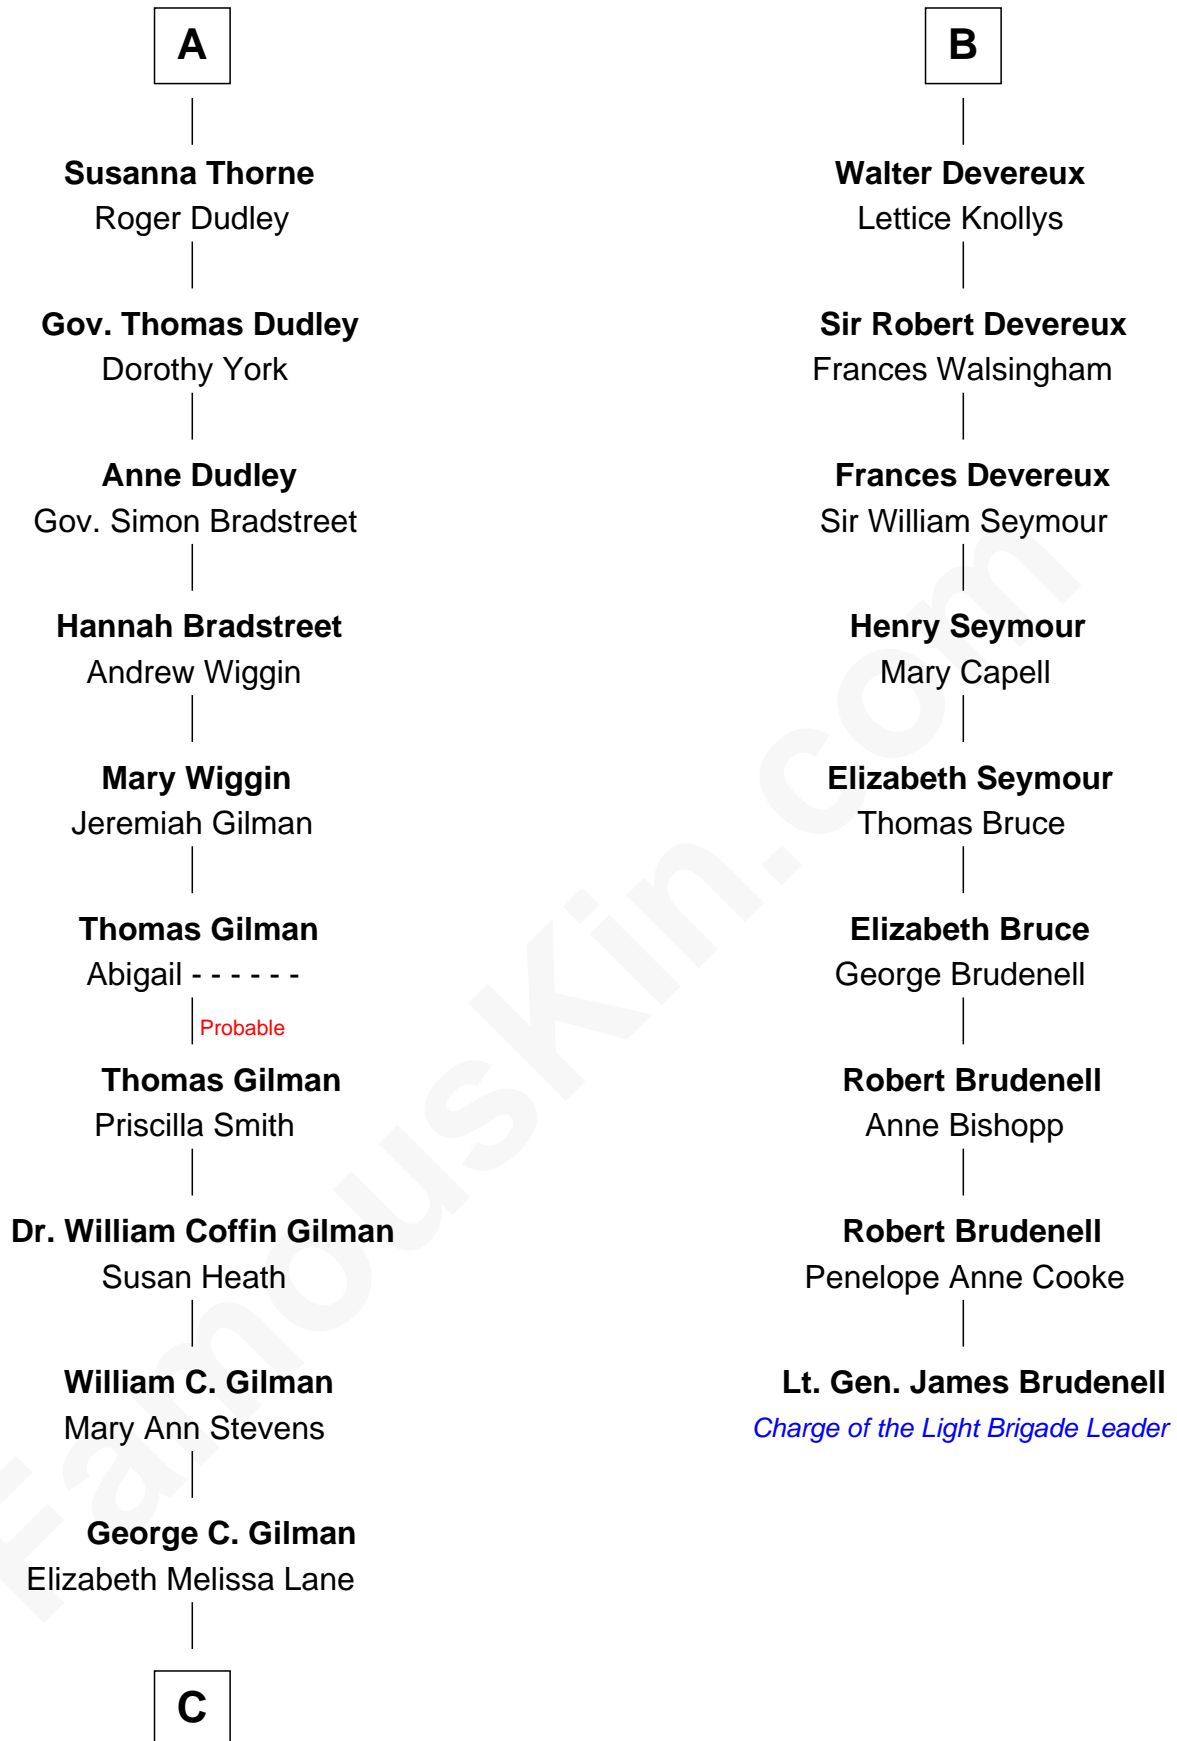 A
Susanna Thorne
Roger Dudley
Gov. Thomas Dudley
Dorothy York
Anne Dudley
Gov. Simon Bradstreet
Hannah Bradstreet
Andrew Wiggin
Mary Wiggin
Jeremiah Gilman
Thomas Gilman
Abigail - - - - - -
Probable
Thomas Gilman
Priscilla Smith
Dr. William Coffin Gilman
Susan Heath
William C. Gilman
Mary Ann Stevens
George C. Gilman
Elizabeth Melissa Lane
C
B
Walter Devereux
Lettice Knollys
Sir Robert Devereux
Frances Walsingham
Frances Devereux
Sir William Seymour
Henry Seymour
Mary Capell
Elizabeth Seymour
Thomas Bruce
Elizabeth Bruce
George Brudenell
Robert Brudenell
Anne Bishopp
Robert Brudenell
Penelope Anne Cooke
Lt. Gen. James Brudenell
Charge of the Light Brigade Leader
FamousKin.com